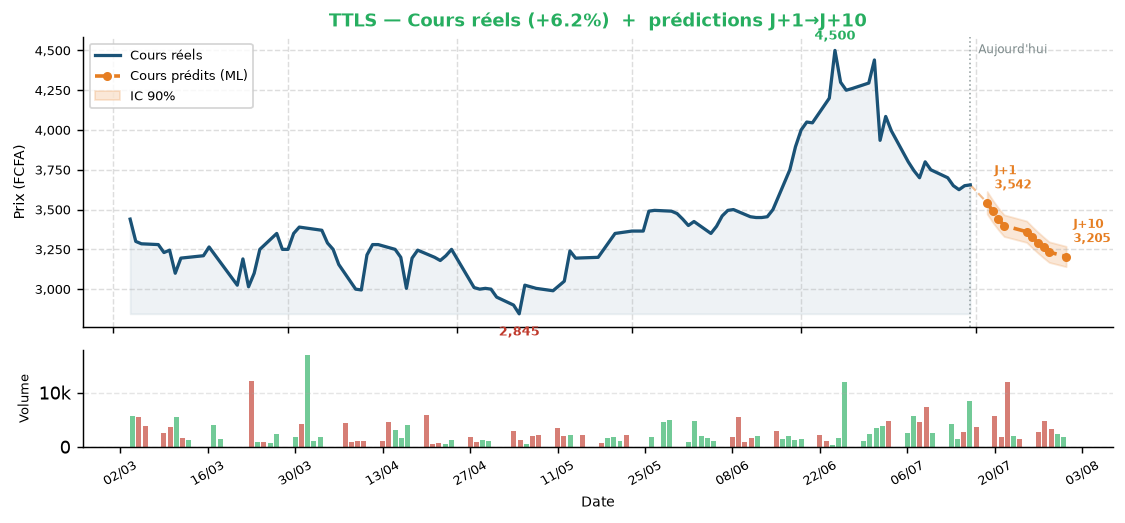 TTLS — Cours réels (+6.2%)  +  prédictions J+1→J+10
4,500
Aujourd'hui
Cours réels
Cours prédits (ML)
IC 90%
4,500
4,250
4,000
3,750
3,500
3,250
3,000
Prix (FCFA)
J+1
3,542
J+10
3,205
2,845
Volume
10k
0
02/03
16/03
30/03
13/04
27/04
11/05
25/05
08/06
22/06
06/07
20/07
03/08
Date